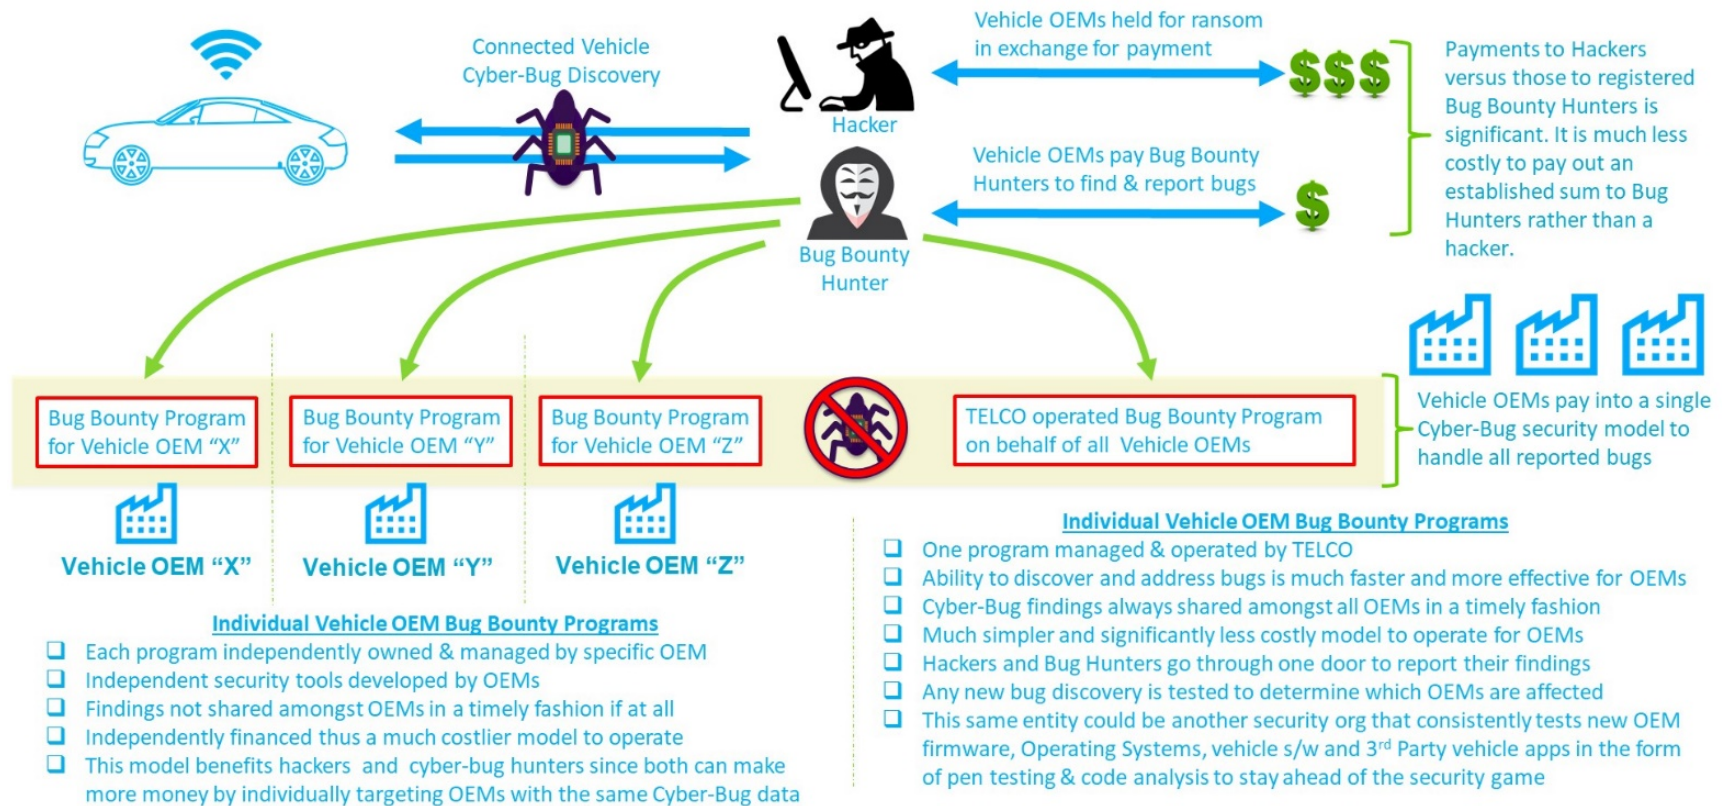 Connected Vehicle
Cyber-Bug Discovery
Hacker
Vehicle OEMs held for ransom
in exchange for payment
$$$
Payments to Hackers
versus those to registered
Bug Bounty Hunters is
significant. It is much less
costly to pay out an
established sum to Bug
Hunters rather than a
hacker.
Vehicle OEMs pay Bug Bounty
Hunters to find & report bugs
$
Bug Bounty
Hunter
Bug Bounty Program
for Vehicle OEM “X”
Bug Bounty Program
for Vehicle OEM “Y”
Bug Bounty Program
for Vehicle OEM “Z”
TELCO operated Bug Bounty Program
on behalf of all Vehicle OEMs
Vehicle OEMs pay into a single
Cyber-Bug security model to
handle all reported bugs
Vehicle OEM “X”
Vehicle OEM “Y”
Vehicle OEM “Z”
Individual Vehicle OEM Bug Bounty Programs
❑ Each program independently owned & managed by specific OEM
❑ Independent security tools developed by OEMs
❑ Findings not shared amongst OEMs in a timely fashion if at all
❑ Independently financed thus a much costlier model to operate
❑ This model benefits hackers and cyber-bug hunters since both can make
more money by individually targeting OEMs with the same Cyber-Bug data
Individual Vehicle OEM Bug Bounty Programs
❑ One program managed & operated by TELCO
❑ Ability to discover and address bugs is much faster and more effective for OEMs
❑ Cyber-Bug findings always shared amongst all OEMs in a timely fashion
❑ Much simpler and significantly less costly model to operate for OEMs
❑ Hackers and Bug Hunters go through one door to report their findings
❑ Any new bug discovery is tested to determine which OEMs are affected
❑ This same entity could be another security org that consistently tests new OEM
firmware, Operating Systems, vehicle s/w and 3rd Party vehicle apps in the form
of pen testing & code analysis to stay ahead of the security game